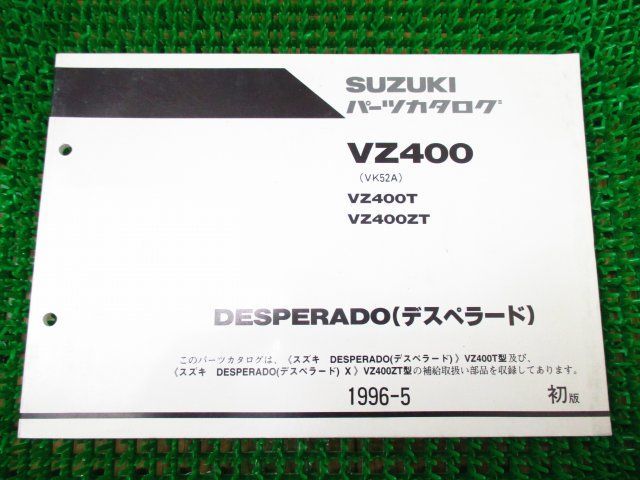 SUZUKI
パーツカタログ
VZ400
(VK52A)
VZ400T
VZ400ZT
DESPERADO(デスペラード)
このパーツカタログは、〈スズキ DESPERADO(デスペラード)〉VZ400T型及び、
〈スズキ DESPERADO(デスペラード) X〉VZ400ZT型の補給取扱い部品を収録してあります。
1996-5
初版